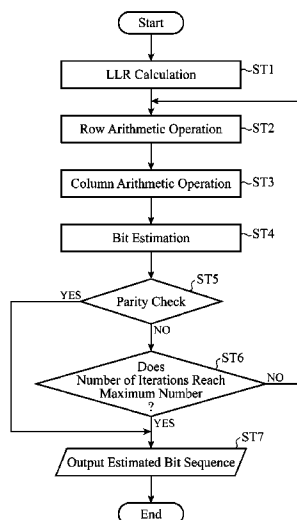 Start
LLR Calculation
ST1
Row Arithmetic Operation
ST2
Column Arithmetic Operation
ST3
Bit Estimation
ST4
Parity Check
ST5
YES
NO
Does
Number of Iterations Reach
Maximum Number
?
ST6
NO
YES
Output Estimated Bit Sequence
ST7
End